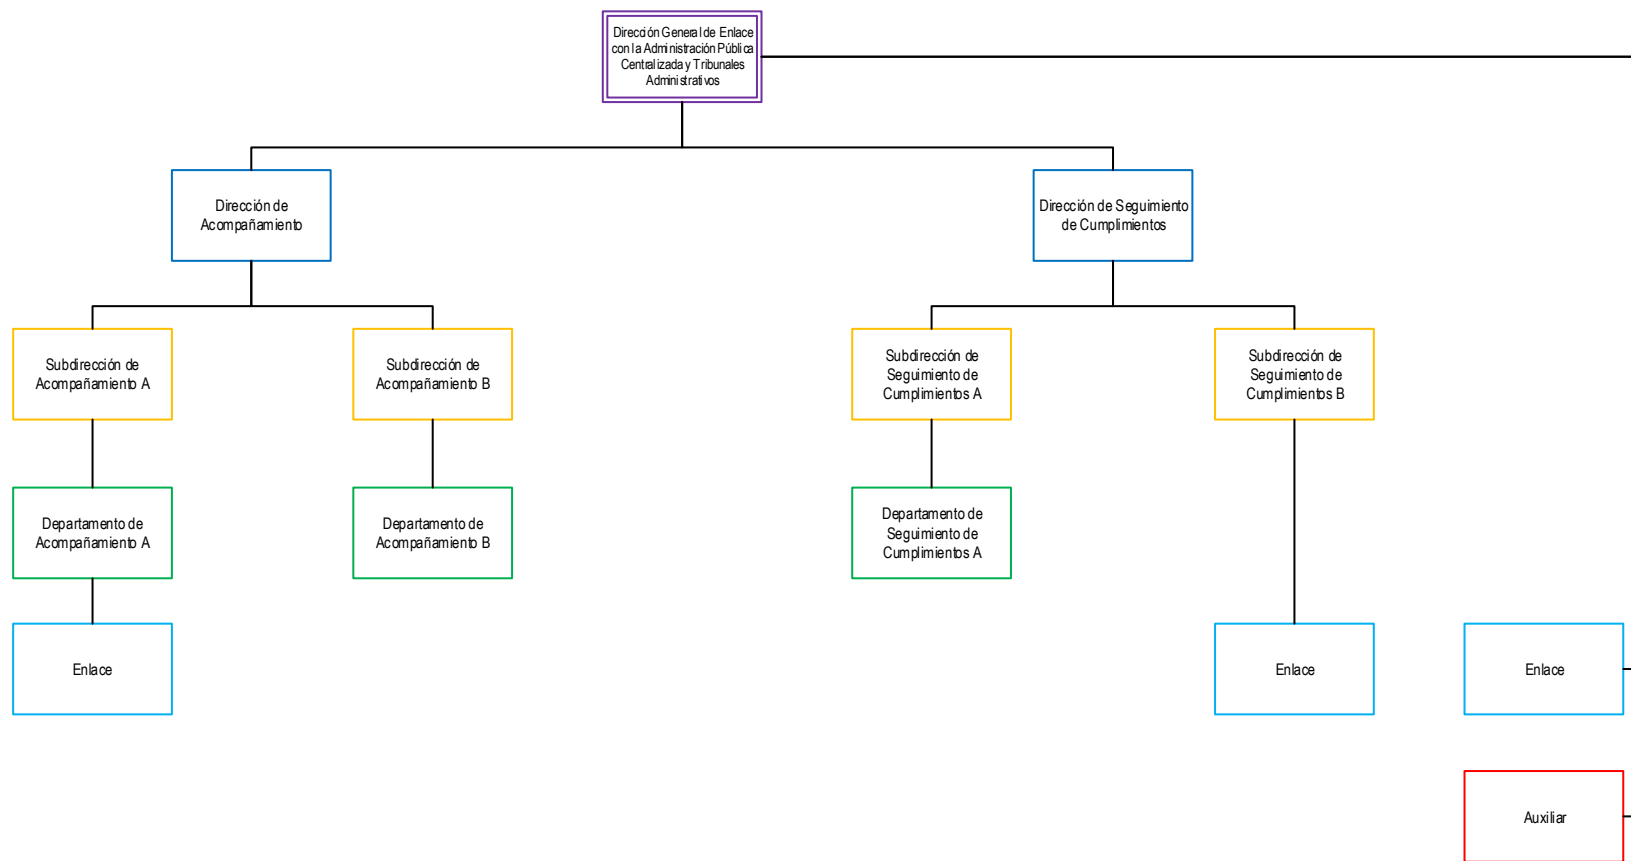 Dirección General de Enlace
con la Administración Pública
Centralizada y Tribunales
Administrativos
Dirección de
Acompañamiento
Dirección de Seguimiento
de Cumplimientos
Subdirección de
Acompañamiento A
Subdirección de
Acompañamiento B
Subdirección de
Seguimiento de
Cumplimientos A
Subdirección de
Seguimiento de
Cumplimientos B
Departamento de
Acompañamiento A
Departamento de
Acompañamiento B
Departamento de
Seguimiento de
Cumplimientos A
Enlace
Enlace
Enlace
Auxiliar